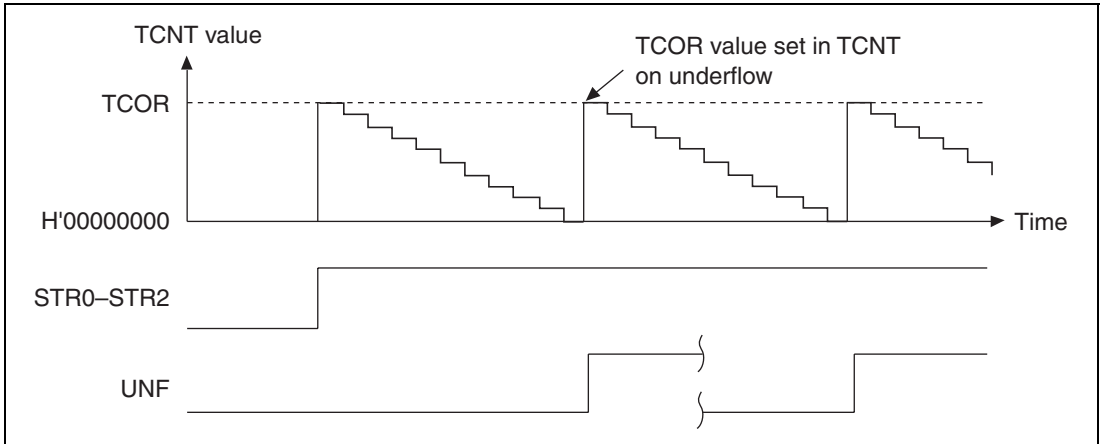 TCNT value
TCOR value set in TCNT
on underflow
TCOR
H'00000000
Time
STR0–STR2
UNF